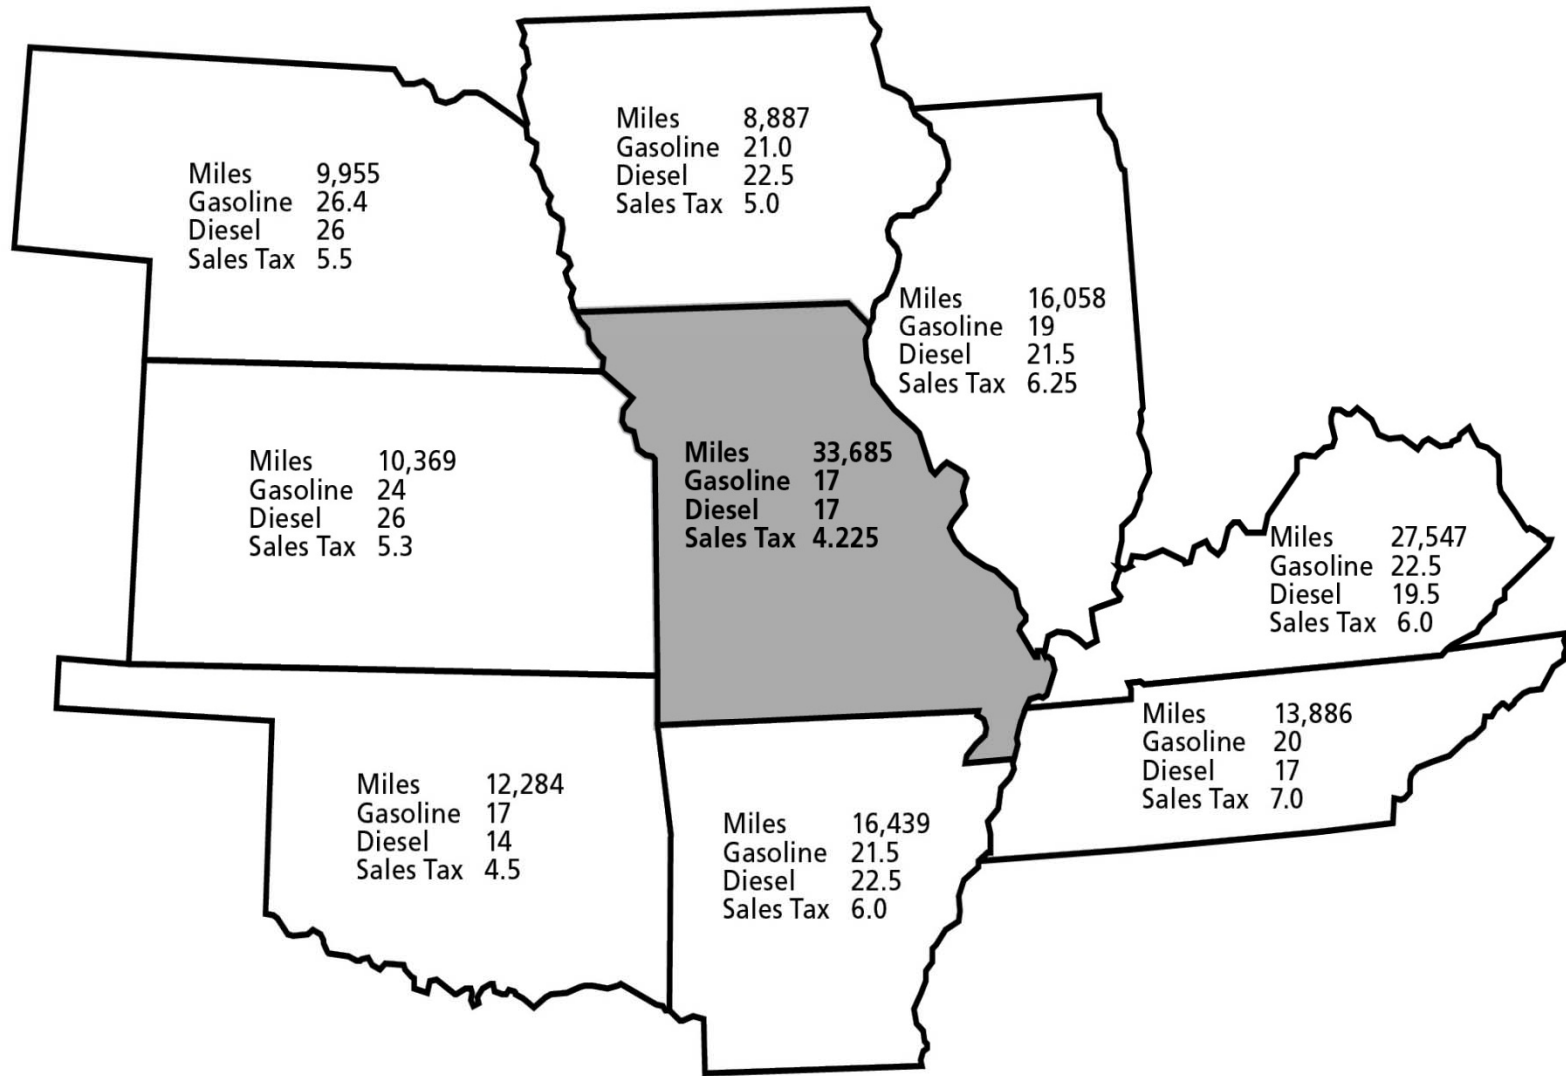 Miles 8,887
Gasoline 21.0
Diesel 22.5
Sales Tax 5.0
Miles 9,955
Gasoline 26.4
Diesel 26
Sales Tax 5.5
Miles 16,058
Gasoline 19
Diesel 21.5
Sales Tax 6.25
Miles 10,369
Gasoline 24
Diesel 26
Sales Tax 5.3
Miles 33,685
Gasoline 17
Diesel 17
Sales Tax 4.225
Miles 27,547
Gasoline 22.5
Diesel 19.5
Sales Tax 6.0
Miles 13,886
Gasoline 20
Diesel 17
Sales Tax 7.0
Miles 12,284
Gasoline 17
Diesel 14
Sales Tax 4.5
Miles 16,439
Gasoline 21.5
Diesel 22.5
Sales Tax 6.0